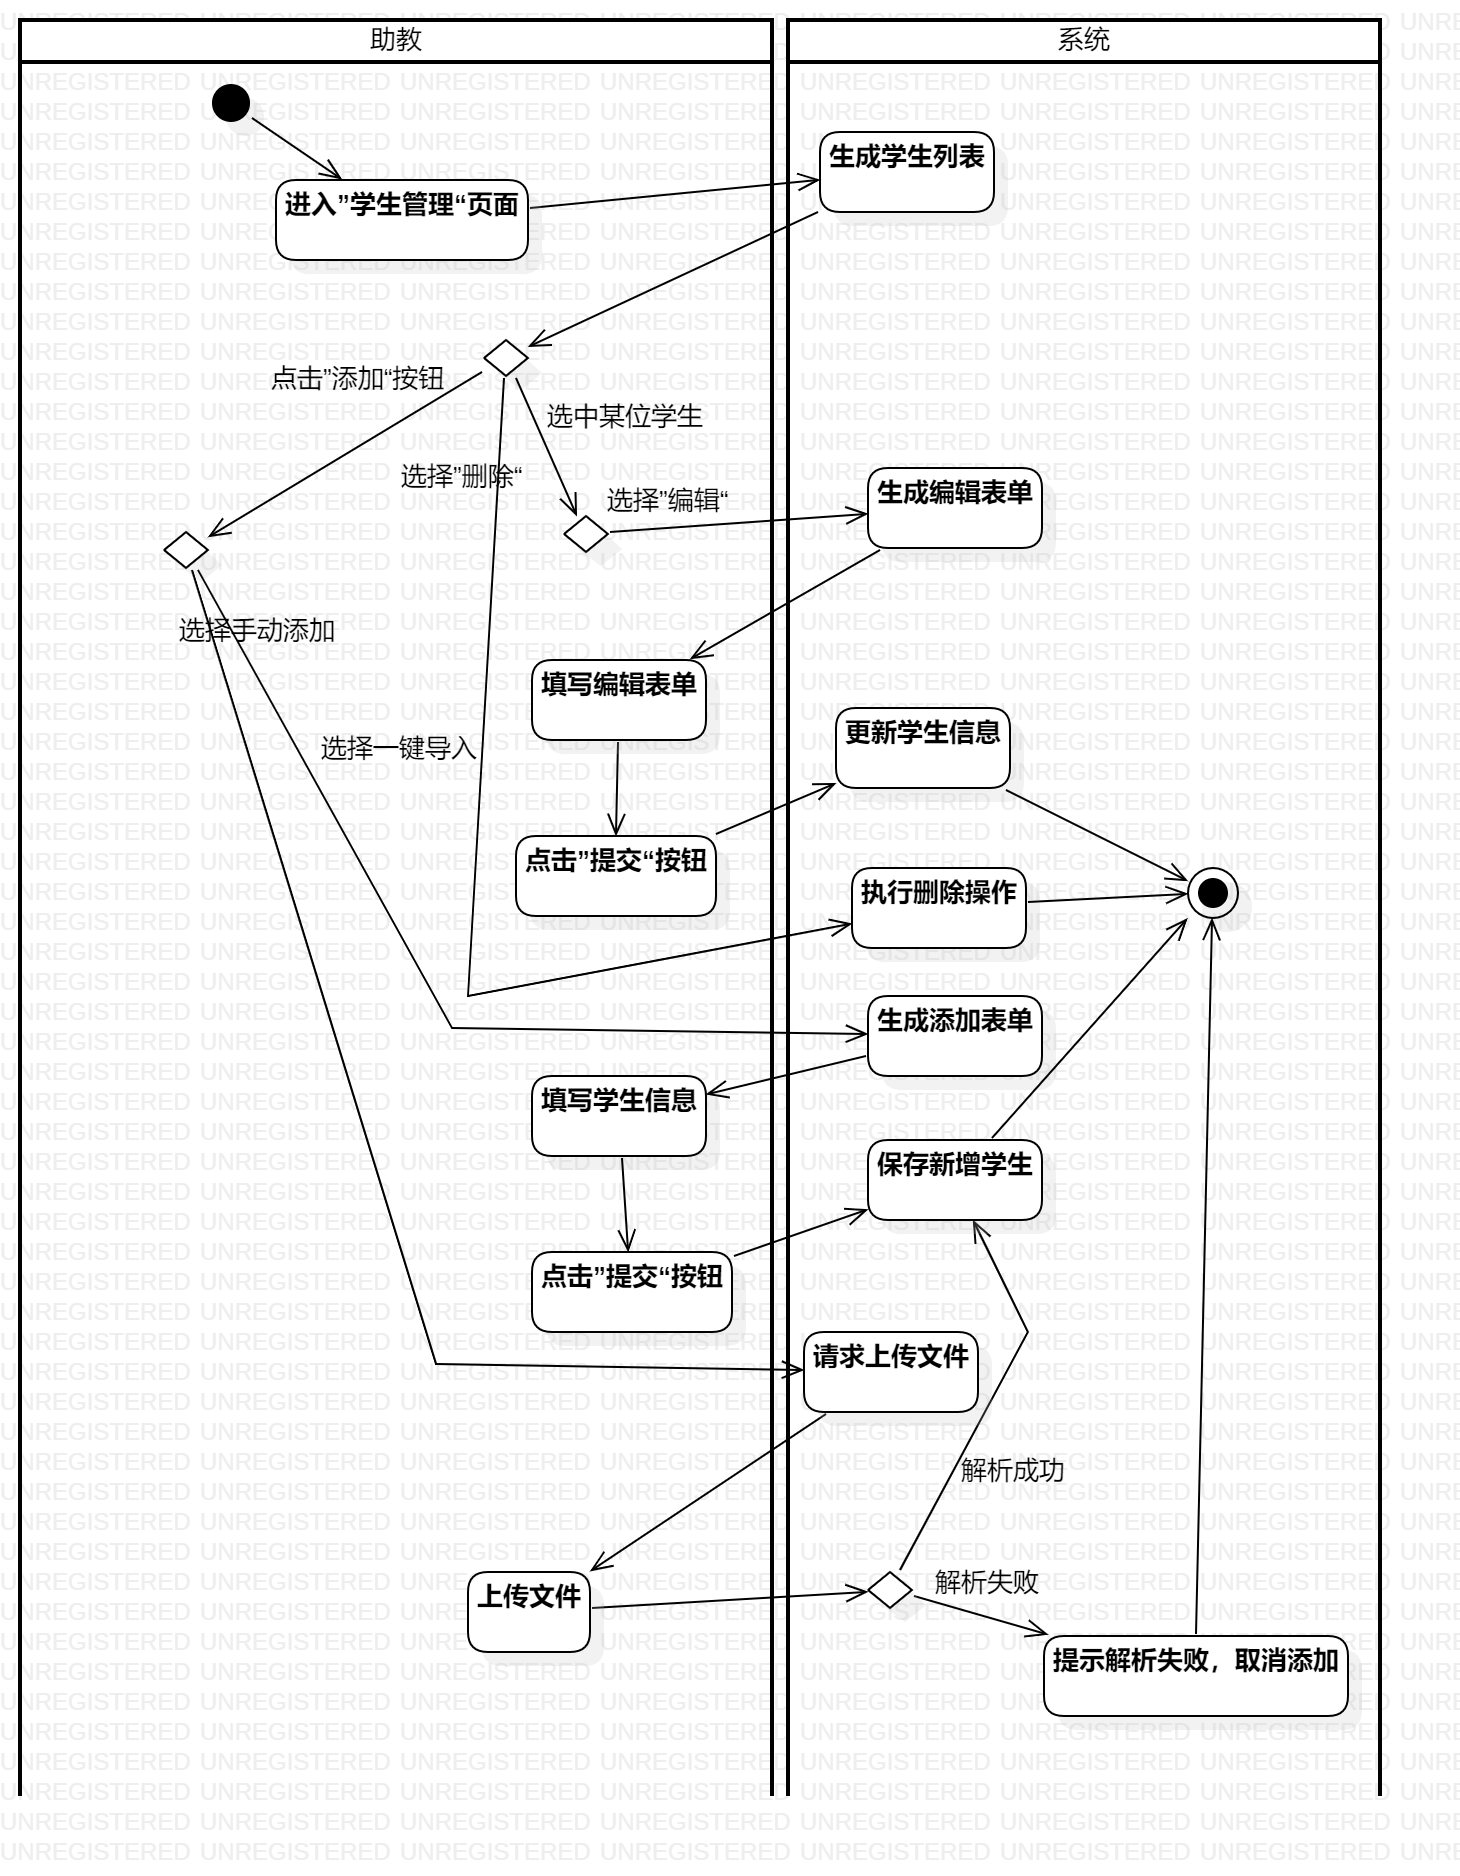 助教
系统
生成学生列表
进入”学生管理“页面
点击”添加“按钮
选中某位学生
选择”删除“
选择”编辑“
生成编辑表单
选择手动添加
填写编辑表单
更新学生信息
选择一键导入
点击”提交“按钮
执行删除操作
生成添加表单
填写学生信息
保存新增学生
点击”提交“按钮
请求上传文件
解析成功
解析失败
上传文件
提示解析失败，取消添加
UNREGISTERED